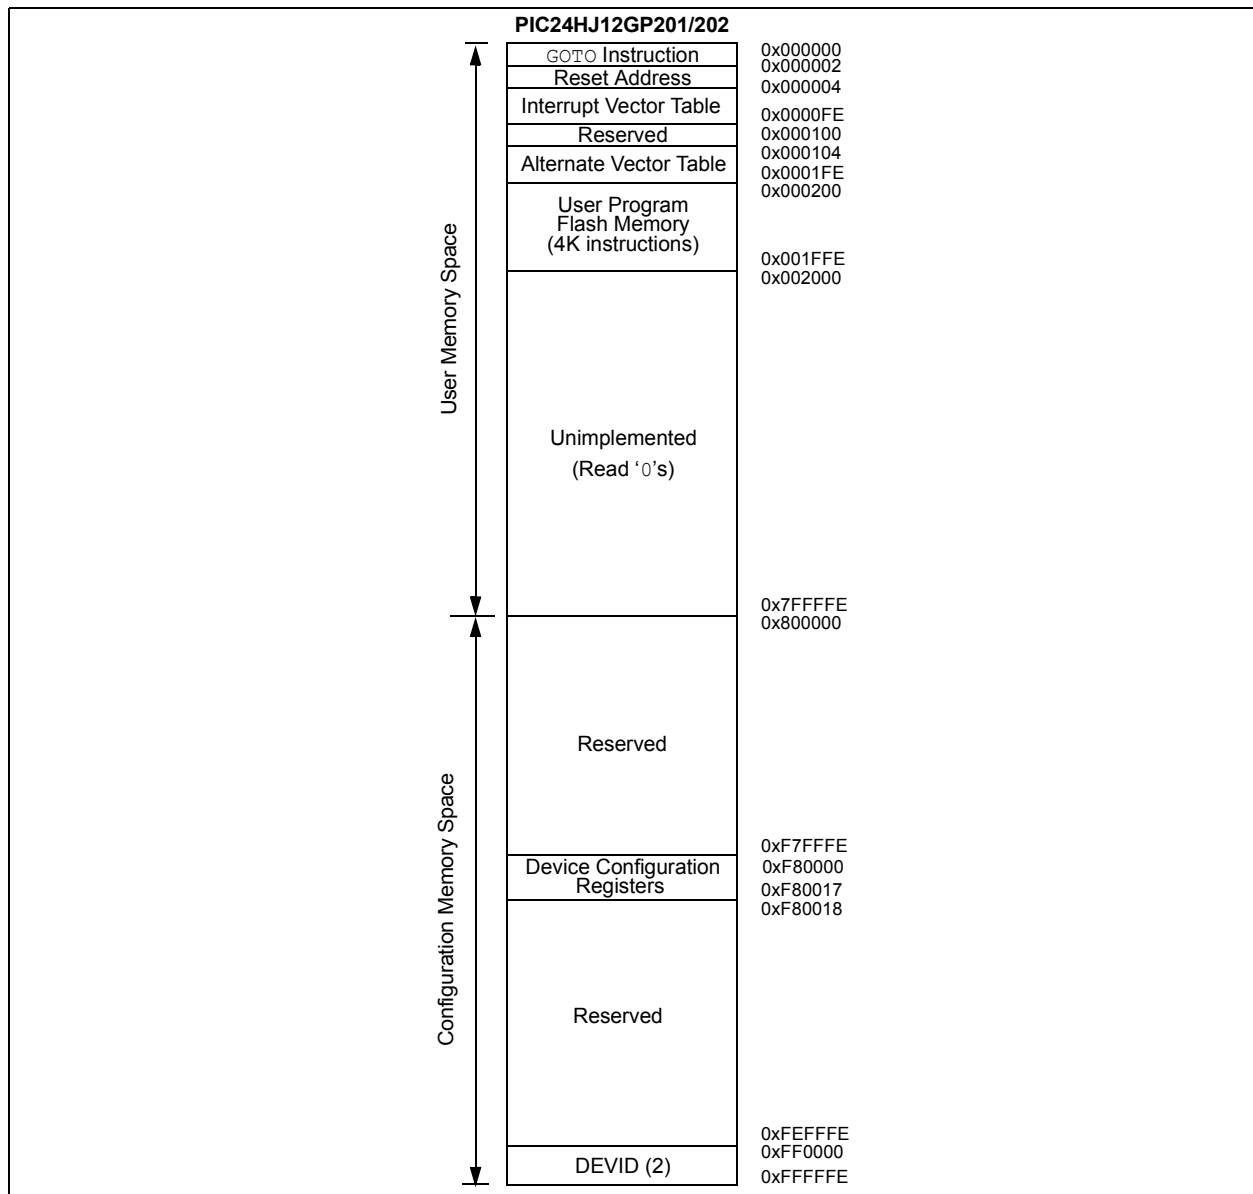 PIC24HJ12GP201/202
GOTO Instruction
0x000000
0x000002
Reset Address
0x000004
Interrupt Vector Table
0x0000FE
Reserved
0x000100
0x000104
Alternate Vector Table
0x0001FE
0x000200
User Program
Flash Memory
(4K instructions)
0x001FFE
0x002000
User Memory Space
Unimplemented
(Read ‘0’s)
0x7FFFFE
0x800000
Reserved
Configuration Memory Space
0xF7FFFE
Device Configuration
Registers
0xF80000
0xF80017
0xF80018
Reserved
0xFEFFFE
0xFF0000
DEVID (2)
0xFFFFFE